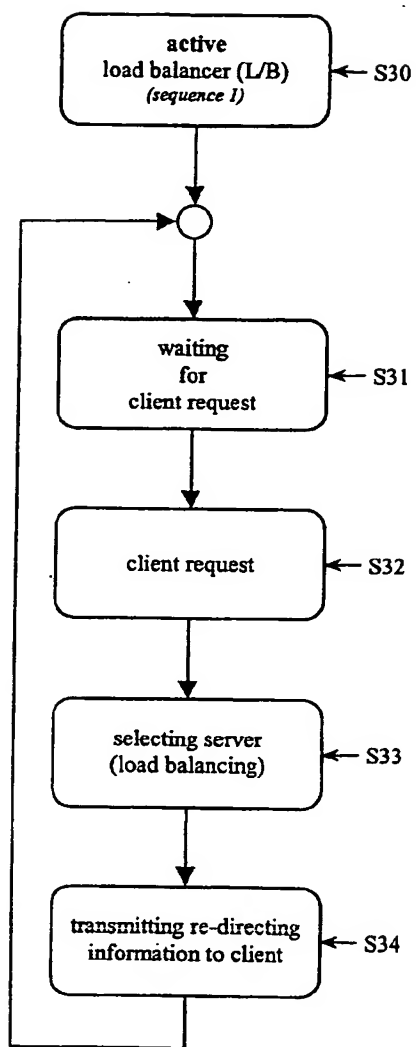 active
load balancer (L/B)
(sequence 1)
S30
waiting
for
client request
S31
client request
S32
selecting server
(load balancing)
S33
transmitting re-directing
information to client
S34